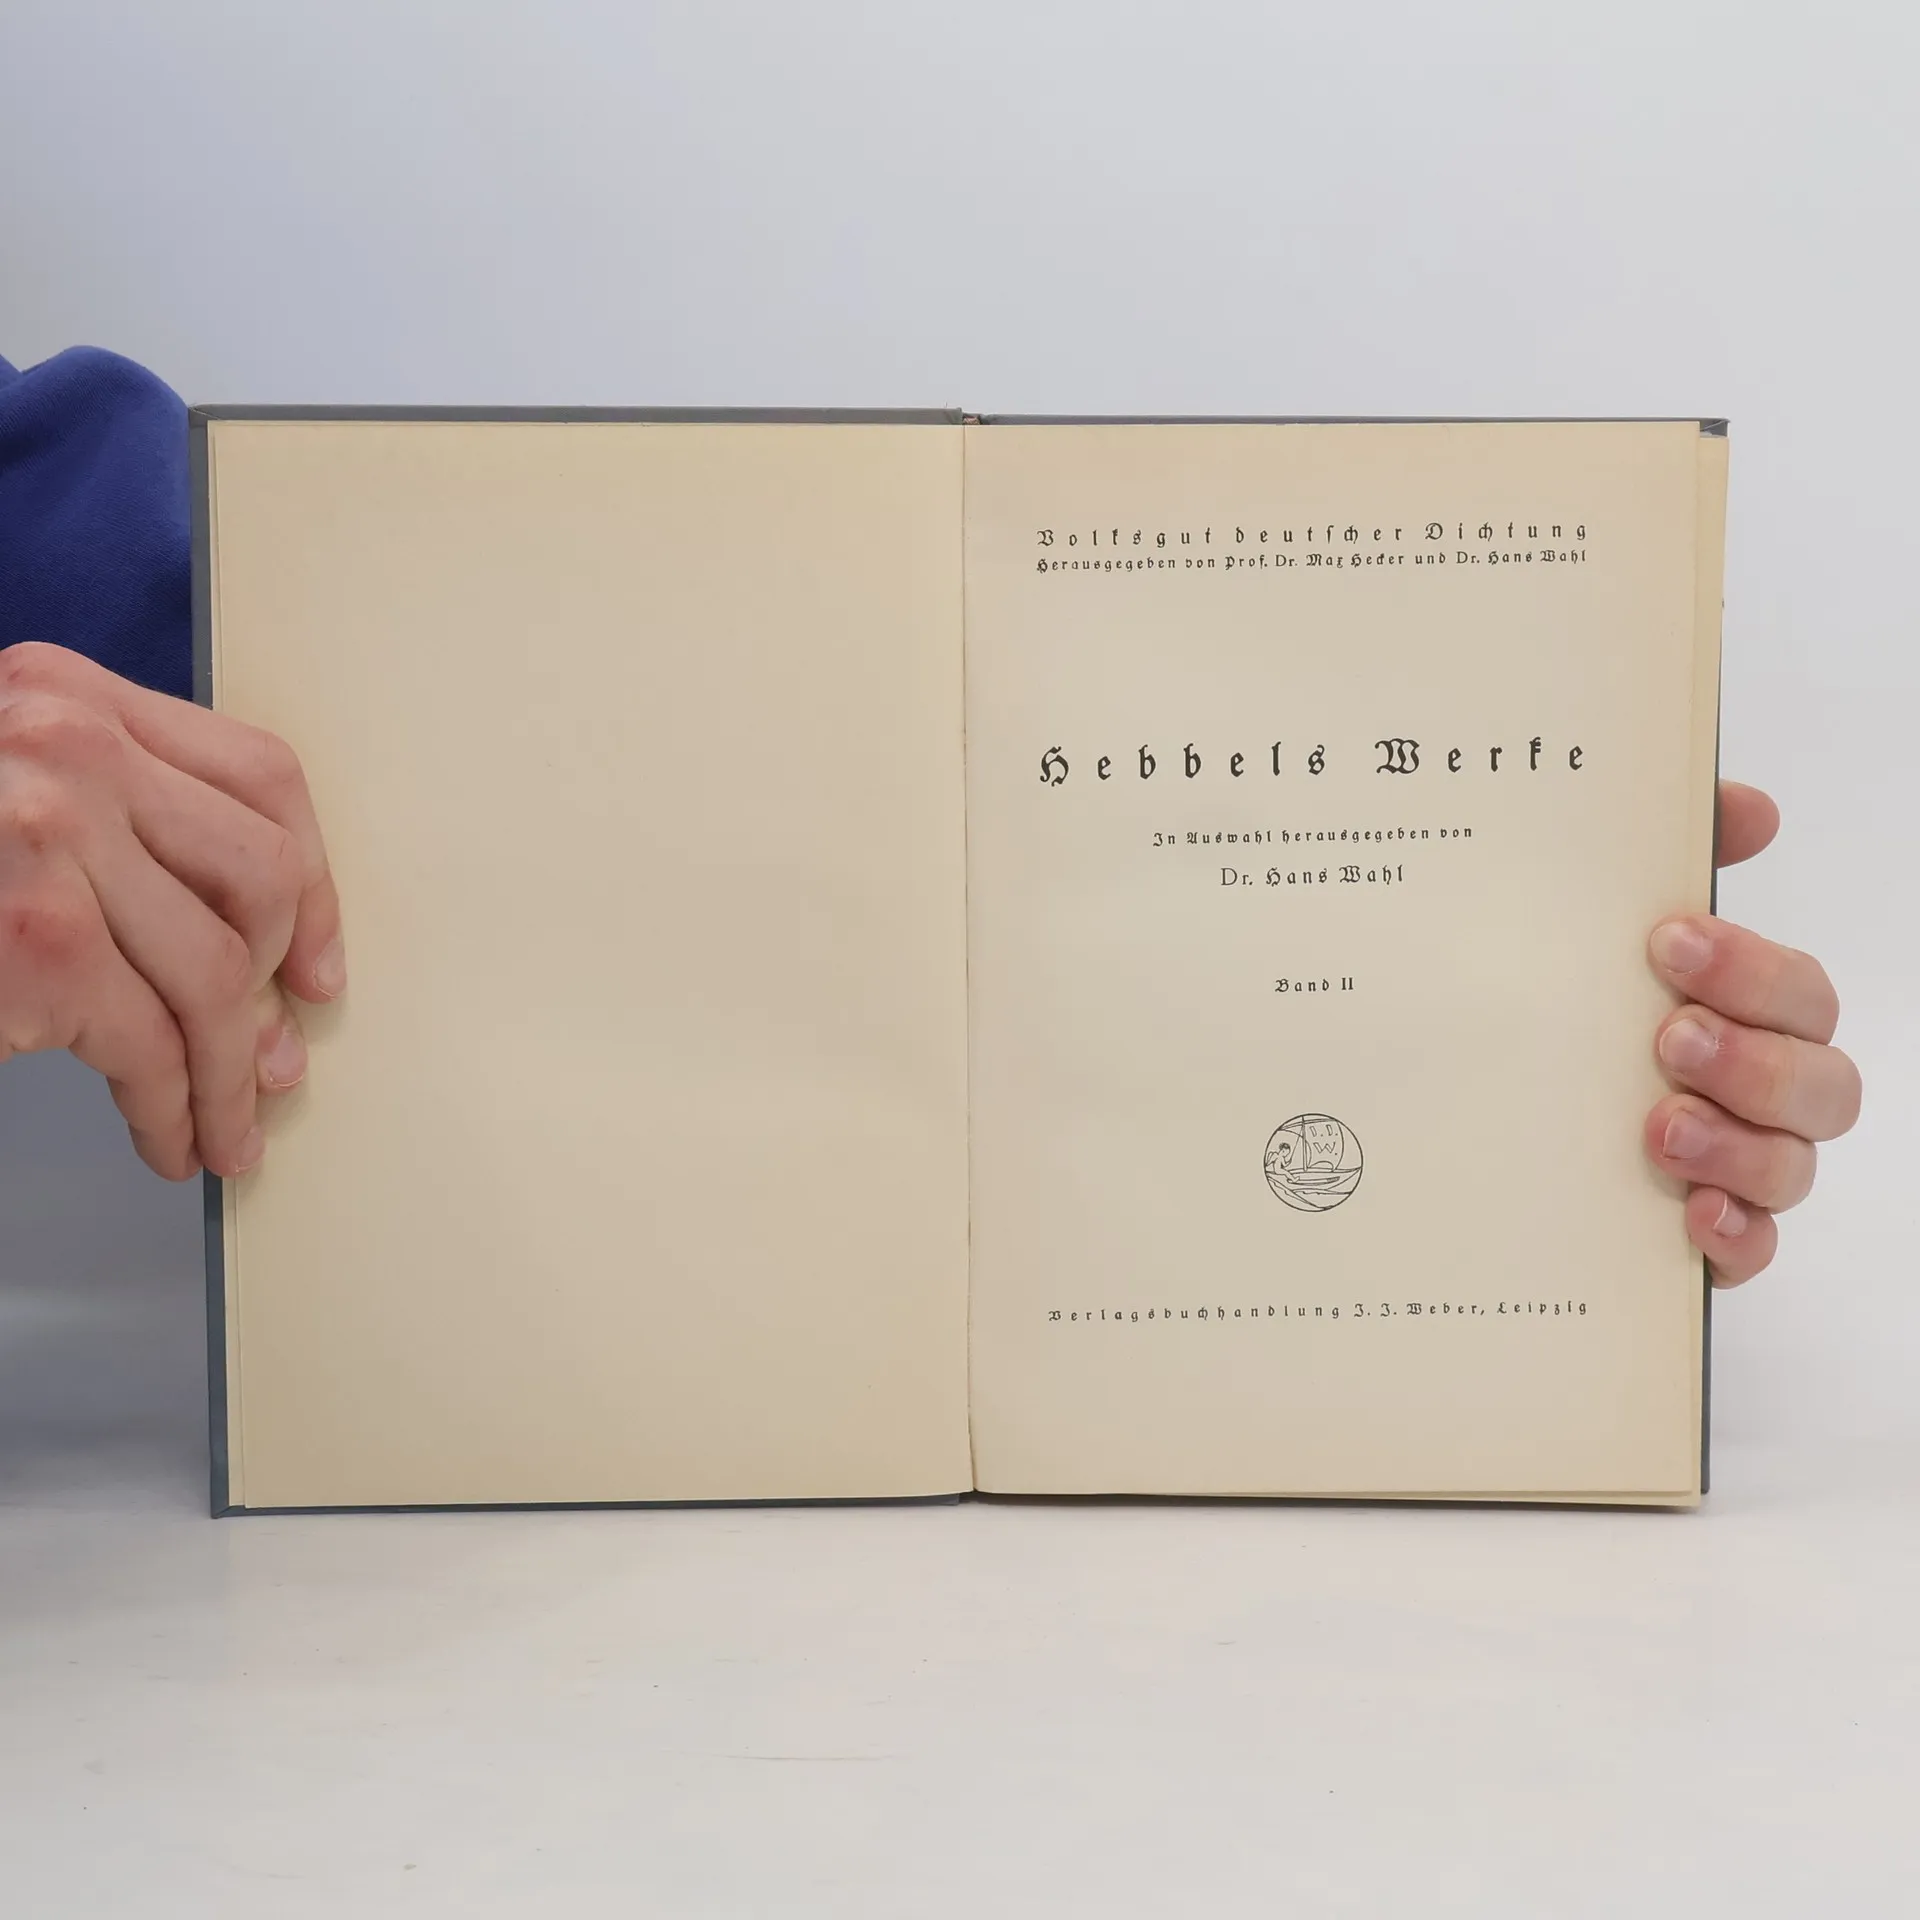 Volksgut deutſcher Dichtung
Herausgegeben von Prof. Dr. Max Hecker und Dr. Hans Wahl
Hebbels Werke
In Auswahl herausgegeben von
Dr. Hans Wahl
Band II
J. J.
W.
Verlagsbuchhandlung J. J. Weber, Leipzig